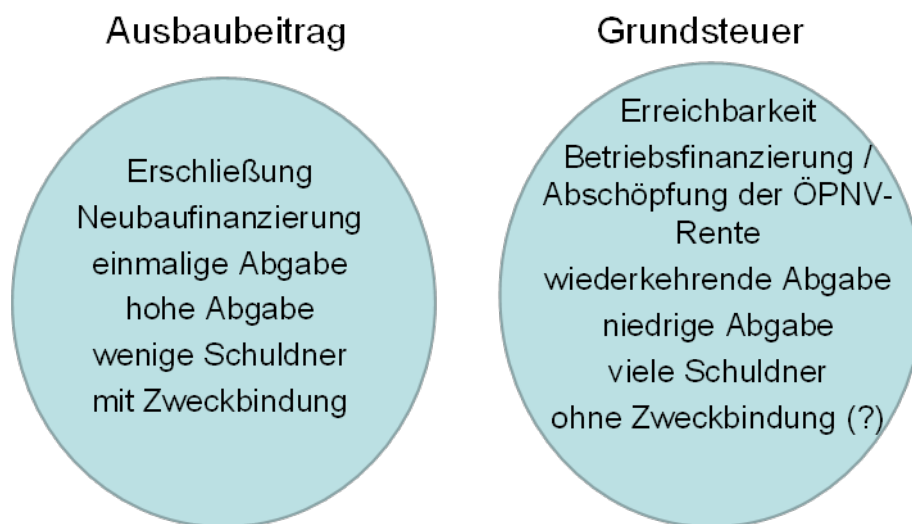 Ausbaubeitrag
Erschließung
Neubaufinanzierung
einmalige Abgabe
hohe Abgabe
wenige Schuldner
mit Zweckbindung
Grundsteuer
Erreichbarkeit
Betriebsfinanzierung /
Abschöpfung der ÖPNV-
Rente
wiederkehrende Abgabe
niedrige Abgabe
viele Schuldner
ohne Zweckbindung (?)